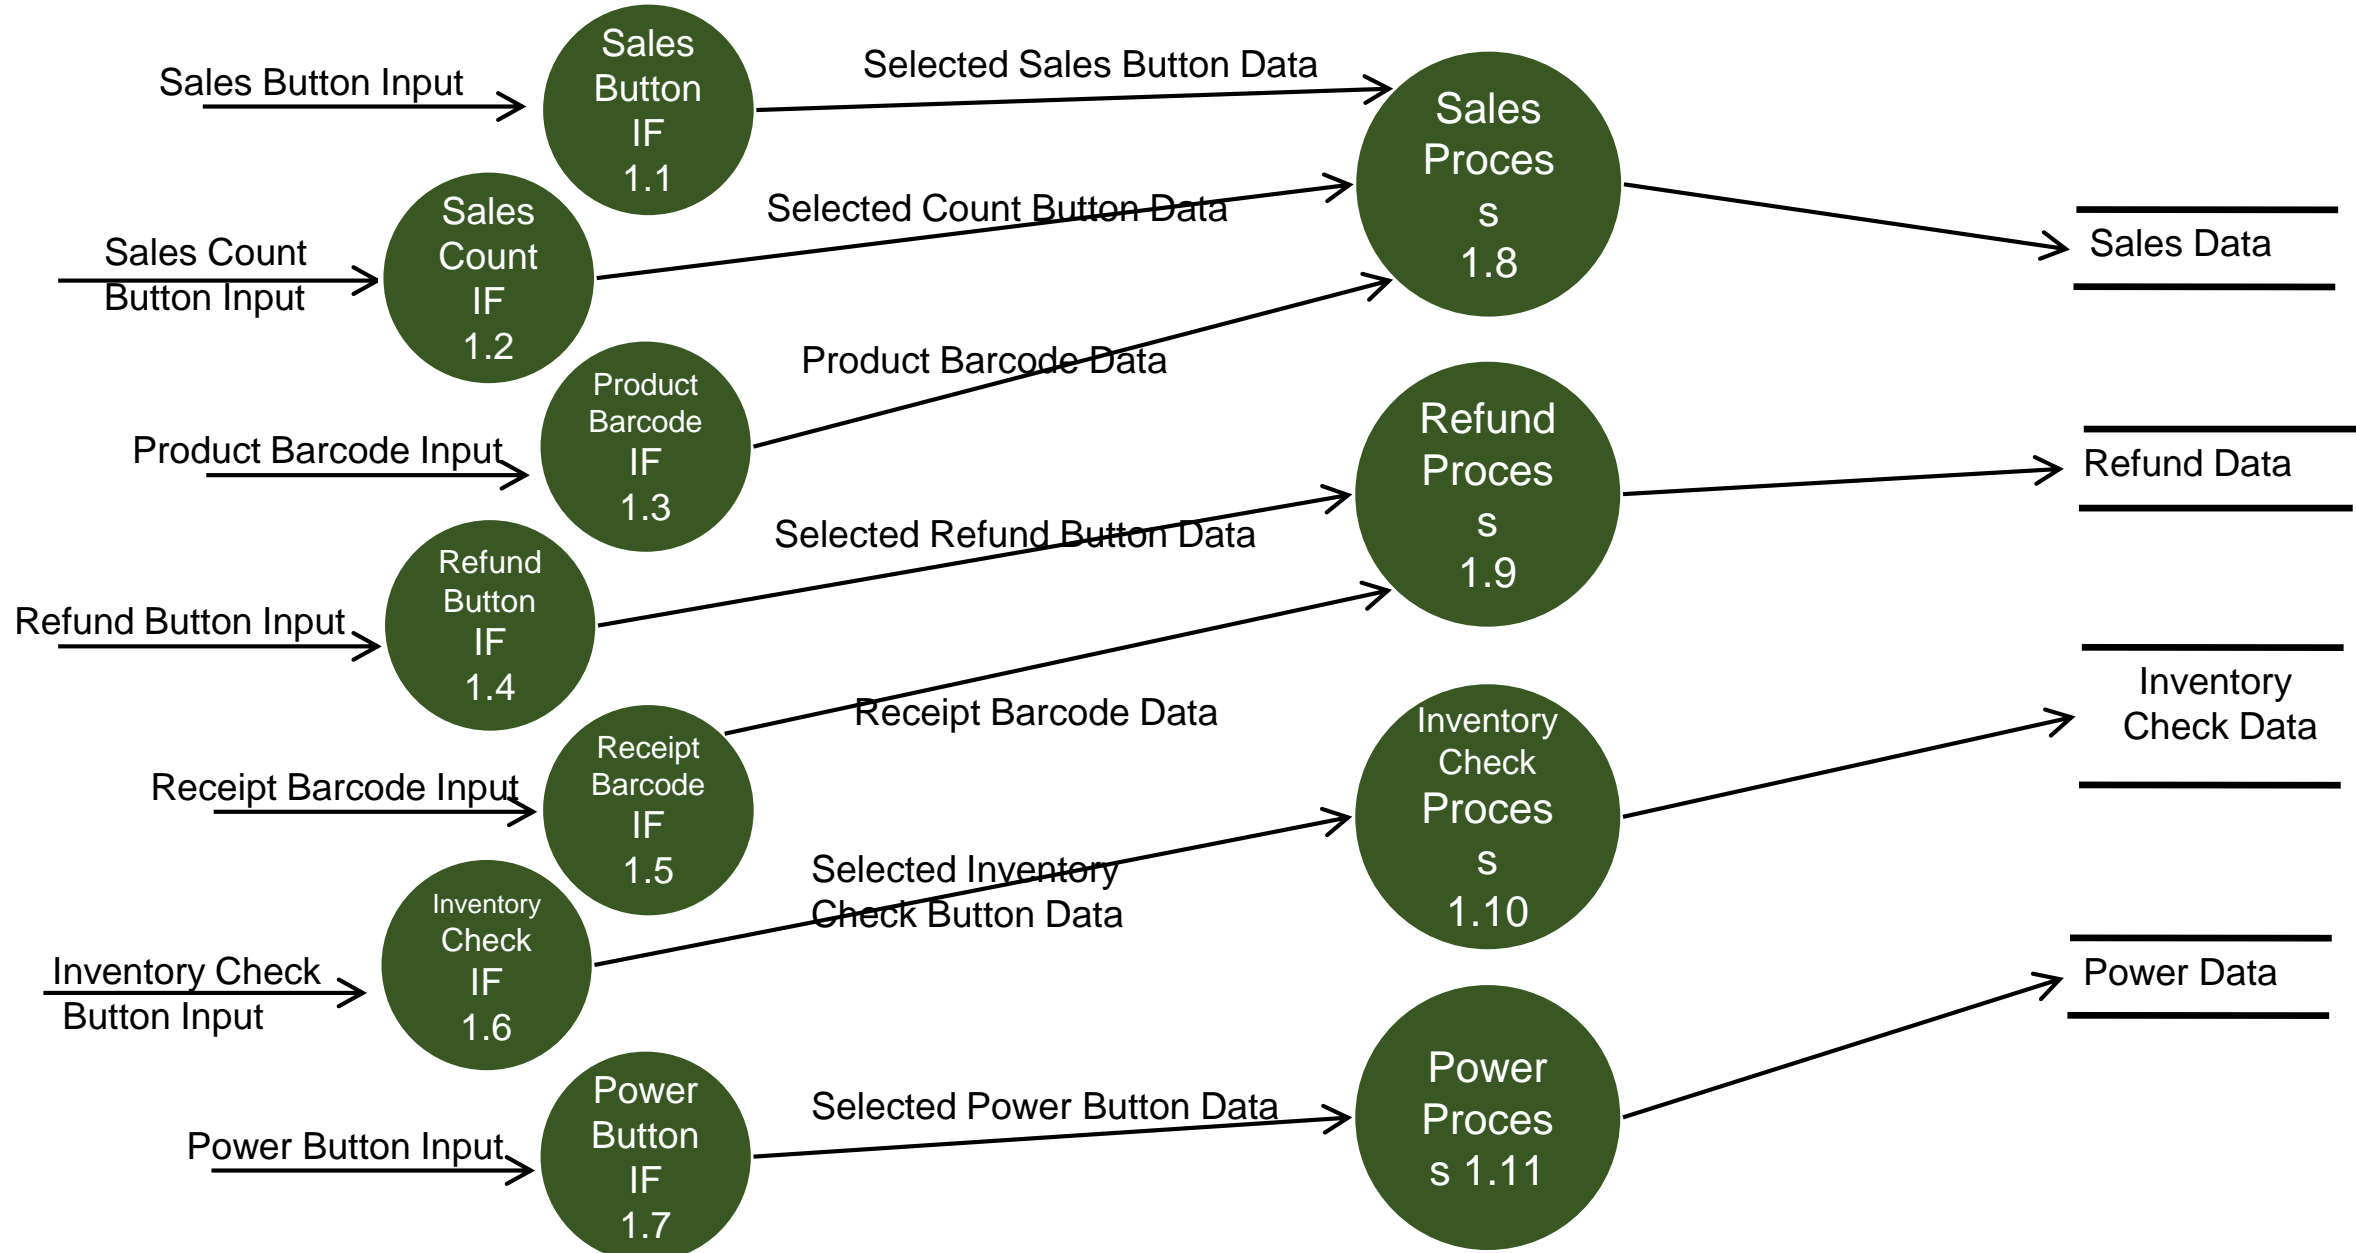 Sales Button Input
Sales
Button
IF
1.1
Selected Sales Button Data
Sales
Proces
s
1.8
Sales Count
Button Input
Sales
Count
IF
1.2
Selected Count Button Data
Sales Data
Product Barcode Input
Product
Barcode
IF
1.3
Product Barcode Data
Refund
Proces
s
1.9
Refund Data
Refund Button Input
Refund
Button
IF
1.4
Selected Refund Button Data
Receipt Barcode Input
Receipt
Barcode
IF
1.5
Receipt Barcode Data
Inventory
Check
Proces
s
1.10
Inventory
Check Data
Inventory Check
Button Input
Inventory
Check
IF
1.6
Selected Inventory
Check Button Data
Power Button Input
Power
Button
IF
1.7
Selected Power Button Data
Power
Proces
s 1.11
Power Data